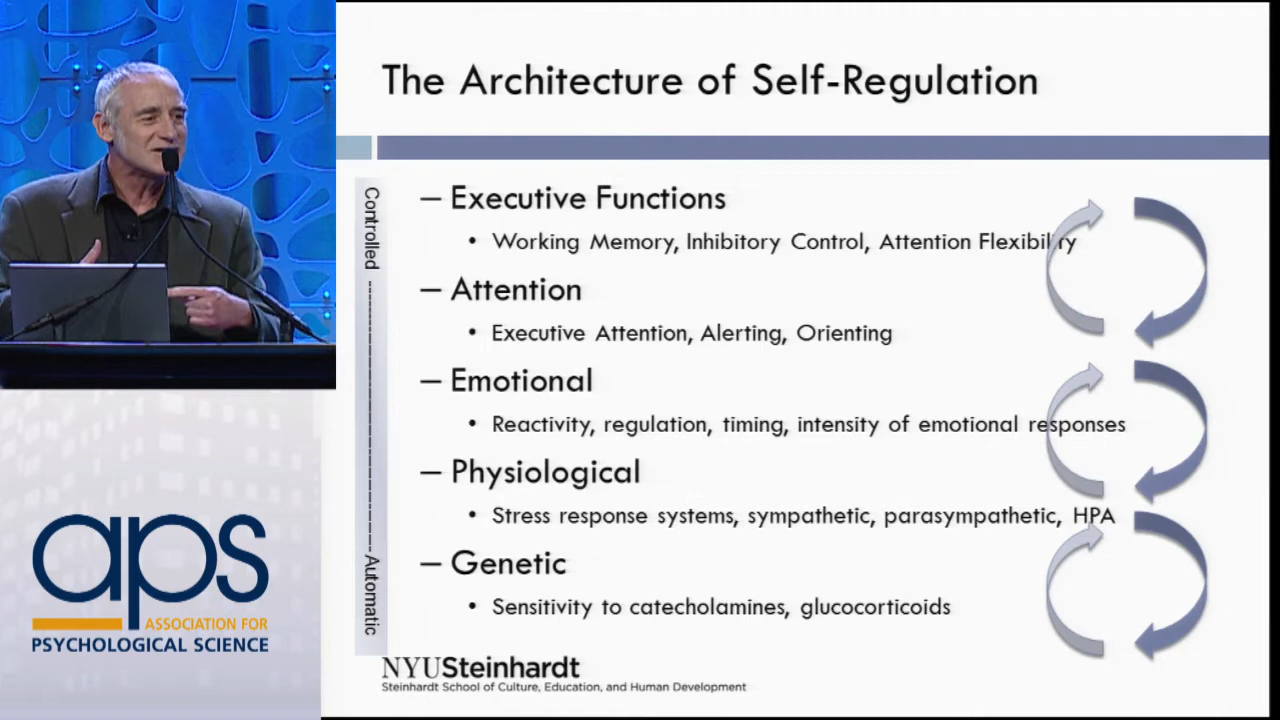 The Architecture of Self-Regulation
Controlled ------------------------------- Automatic
– Executive Functions
• Working Memory, Inhibitory Control, Attention Flexibility
– Attention
• Executive Attention, Alerting, Orienting
– Emotional
• Reactivity, regulation, timing, intensity of emotional responses
– Physiological
• Stress response systems, sympathetic, parasympathetic, HPA
– Genetic
• Sensitivity to catecholamines, glucocorticoids
NYUSteinhardt
Steinhardt School of Culture, Education, and Human Development
aps
ASSOCIATION FOR
PSYCHOLOGICAL SCIENCE